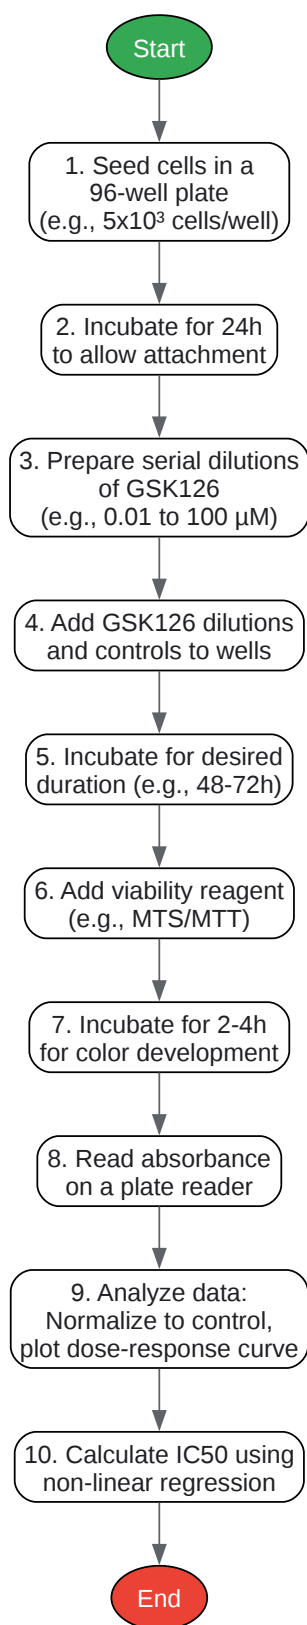 Start
1. Seed cells in a
96-well plate
(e.g., 5x10³ cells/well)
2. Incubate for 24h
to allow attachment
3. Prepare serial dilutions
of GSK126
(e.g., 0.01 to 100 µM)
4. Add GSK126 dilutions
and controls to wells
5. Incubate for desired
duration (e.g., 48-72h)
6. Add viability reagent
(e.g., MTS/MTT)
7. Incubate for 2-4h
for color development
8. Read absorbance
on a plate reader
9. Analyze data:
Normalize to control,
plot dose-response curve
10. Calculate IC50 using
non-linear regression
End